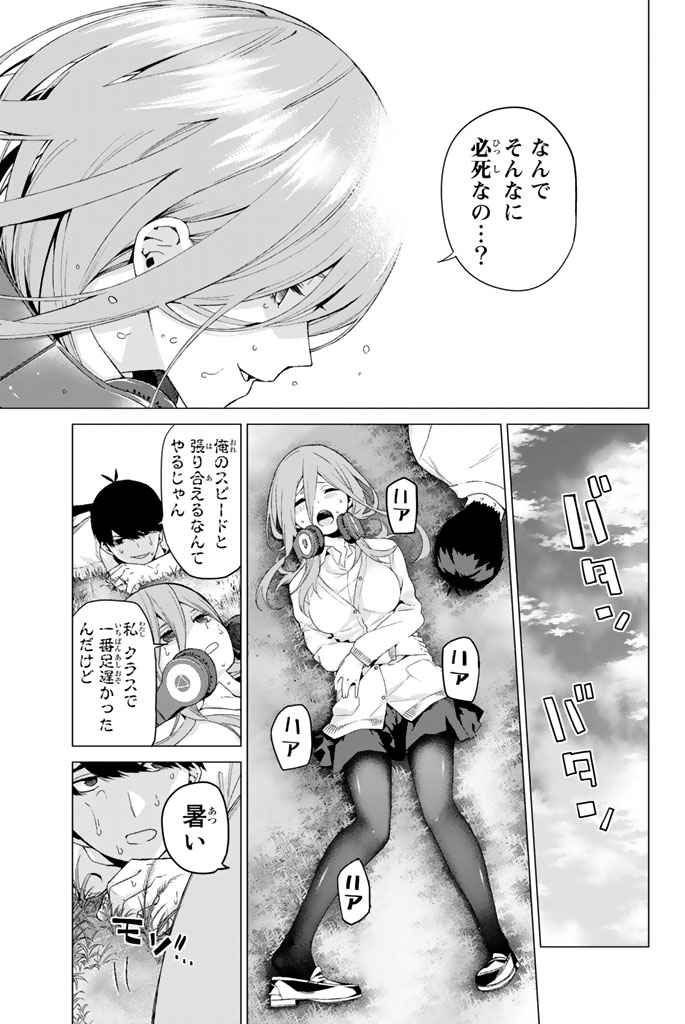 なんで
そんなに
必死なの…？
バタン
バタン
ハァ
ハァ
ハァ
ハァ
俺のスピードと
張り合えるなんて
やるじゃん
私 クラスで
一番足遅かった
んだけど
暑い
モゾ…